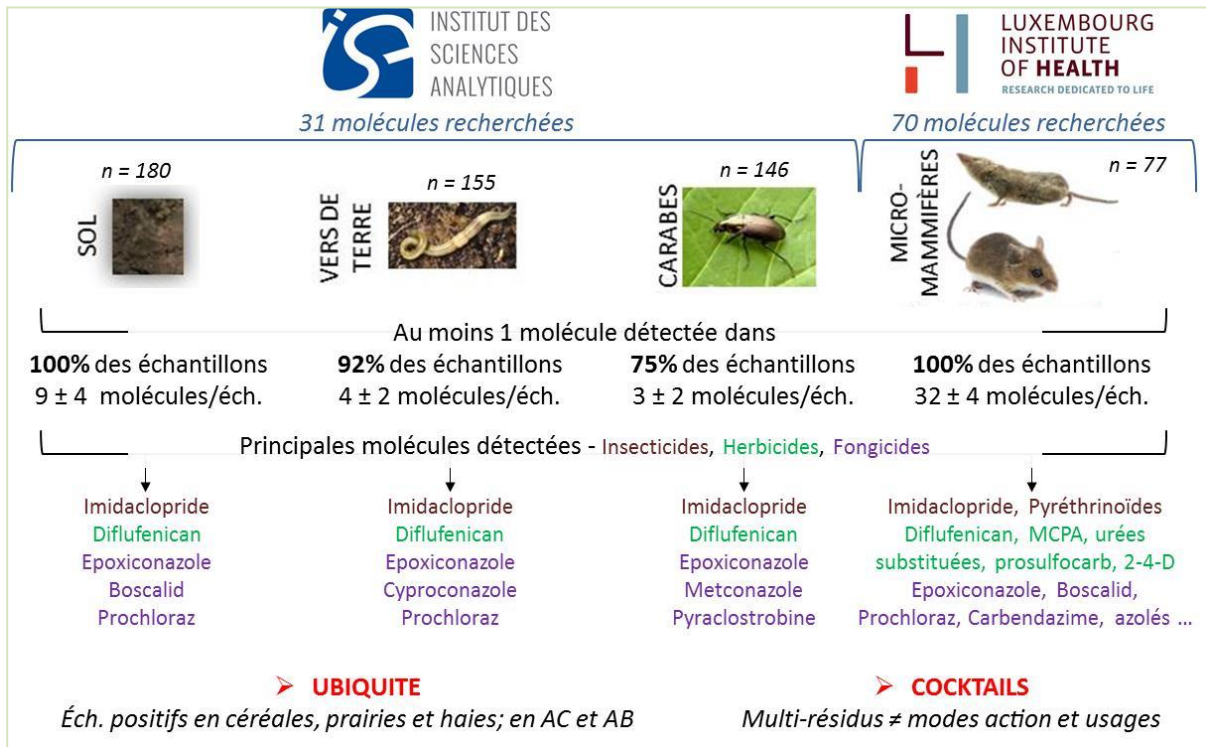 INSTITUT DES
SCIENCES
ANALYTIQUES
LUXEMBOURG
INSTITUTE
OF HEALTH
RESEARCH DEDICATED TO LIFE
31 molécules recherchées
70 molécules recherchées
n = 180
n = 155
n = 146
n = 77
SOL
VERS DE
TERRE
CARABES
MICRO-
MAMMIFÈRES
Au moins 1 molécule détectée dans
100% des échantillons
9 ± 4 molécules/éch.
92% des échantillons
4 ± 2 molécules/éch.
75% des échantillons
3 ± 2 molécules/éch.
100% des échantillons
32 ± 4 molécules/éch.
Principales molécules détectées - Insecticides, Herbicides, Fongicides
Imidaclopride
Diflufenican
Epoxiconazole
Boscalid
Prochloraz
Imidaclopride
Diflufenican
Epoxiconazole
Cyproconazole
Prochloraz
Imidaclopride
Diflufenican
Epoxiconazole
Metconazole
Pyraclostrobine
Imidaclopride, Pyréthrinoïdes
Diflufenican, MCPA, urées
substituées, prosulfocarb, 2-4-D
Epoxiconazole, Boscalid,
Prochloraz, Carbendazime, azolés ...
➢ UBIQUITE
Éch. positifs en céréales, prairies et haies; en AC et AB
➢ COCKTAILS
Multi-résidus ≠ modes action et usages